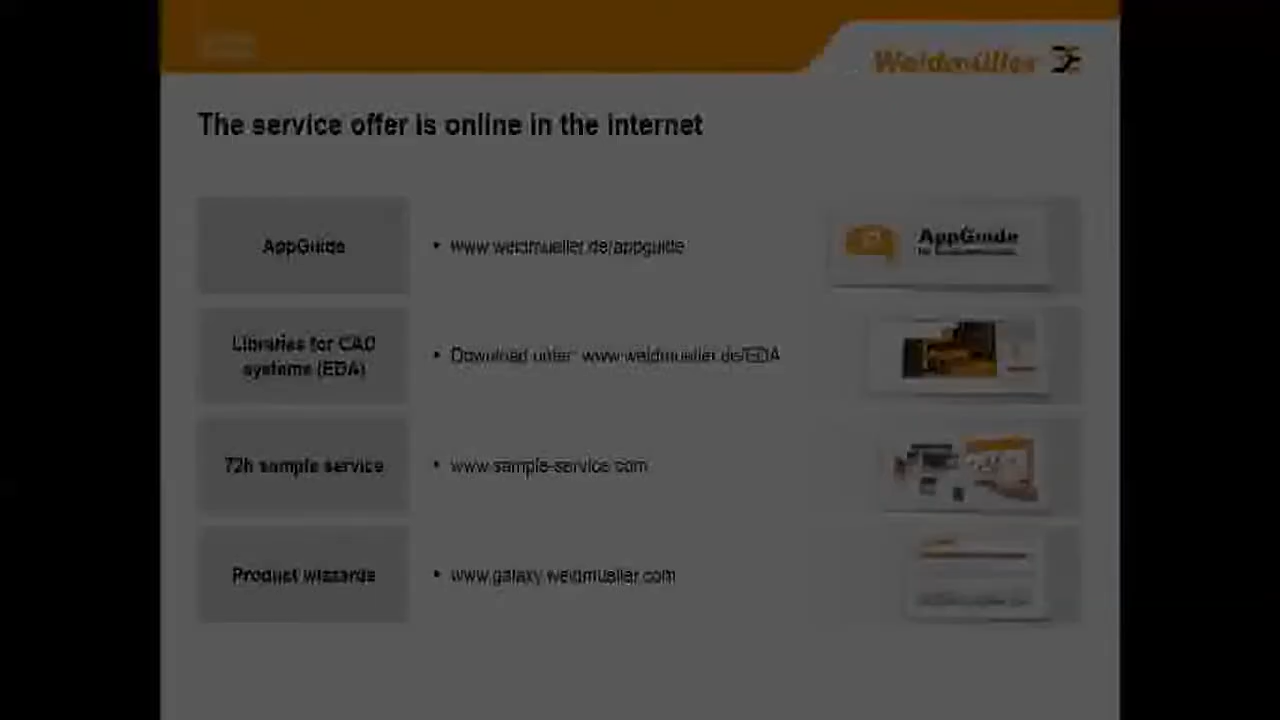 Weidmüller
The service offer is online in the internet
AppGuide
• www.weidmueller.de/appguide
AppGuide
Libraries for CAD
systems (EDA)
• Download unter: www.weidmueller.de/EDA
72h sample service
• www.sample-service.com
Product wizzards
• www.galaxy.weidmueller.com